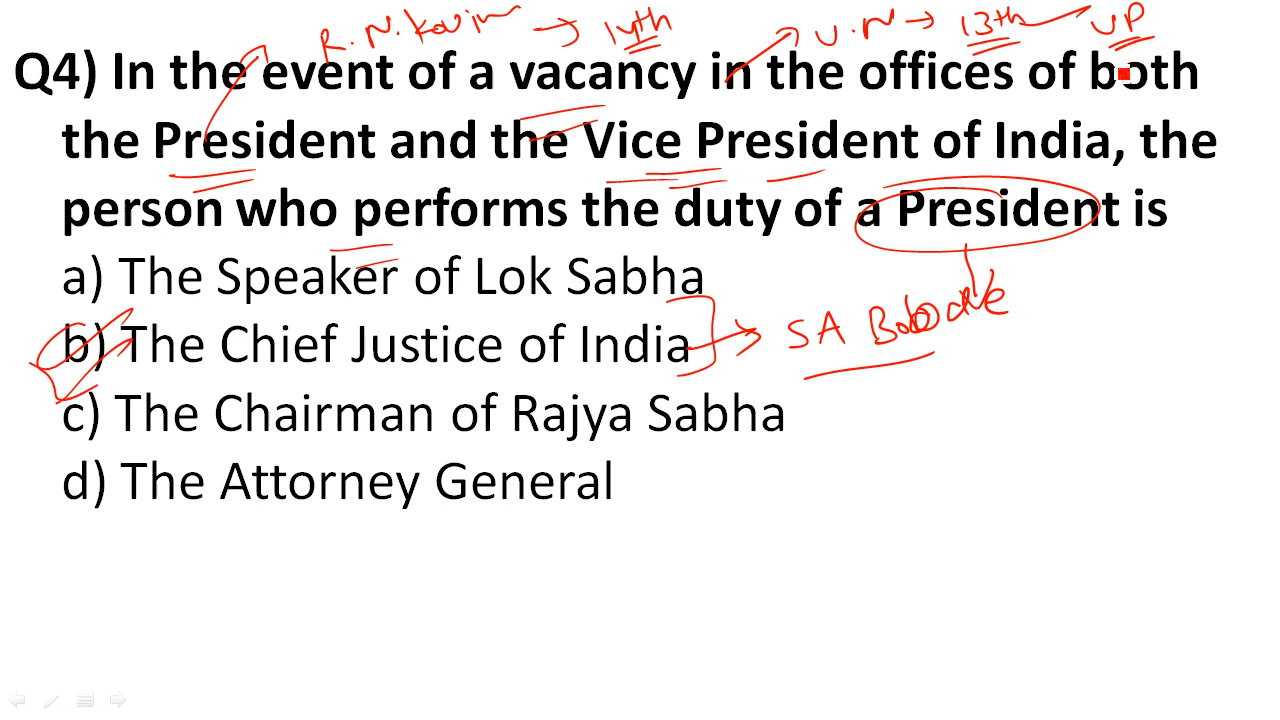 R. N. Kovind → 14th
V.N → 13th VP
Q4) In the event of a vacancy in the offices of both
the President and the Vice President of India, the
person who performs the duty of a President is
a) The Speaker of Lok Sabha
b) The Chief Justice of India
SA Bobde
c) The Chairman of Rajya Sabha
d) The Attorney General